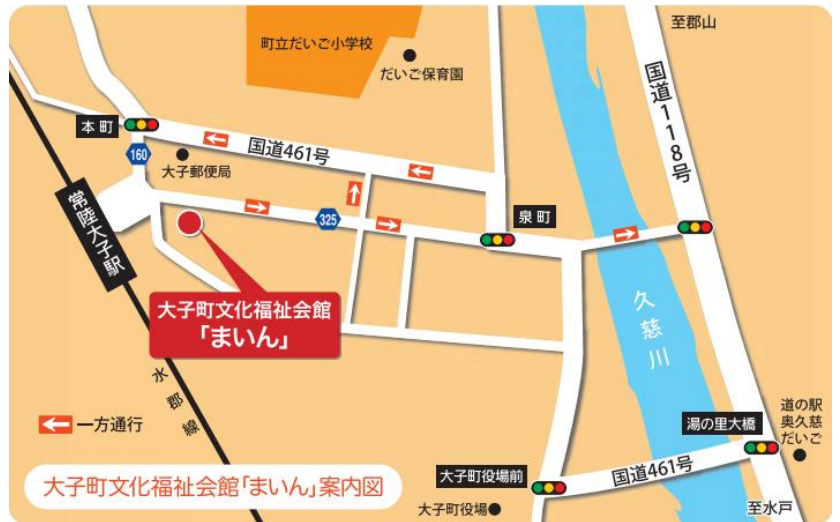 至郡山
町立だいご小学校
だいご保育園
国道118号
本町
国道461号
160
大子郵便局
常陸大子駅
325
泉町
大子町文化福祉会館
「まいん」
久慈川
水郡線
一方通行
道の駅
奥久慈
だいご
湯の里大橋
大子町役場前
国道461号
大子町文化福祉会館「まいん」案内図
大子町役場
至水戸